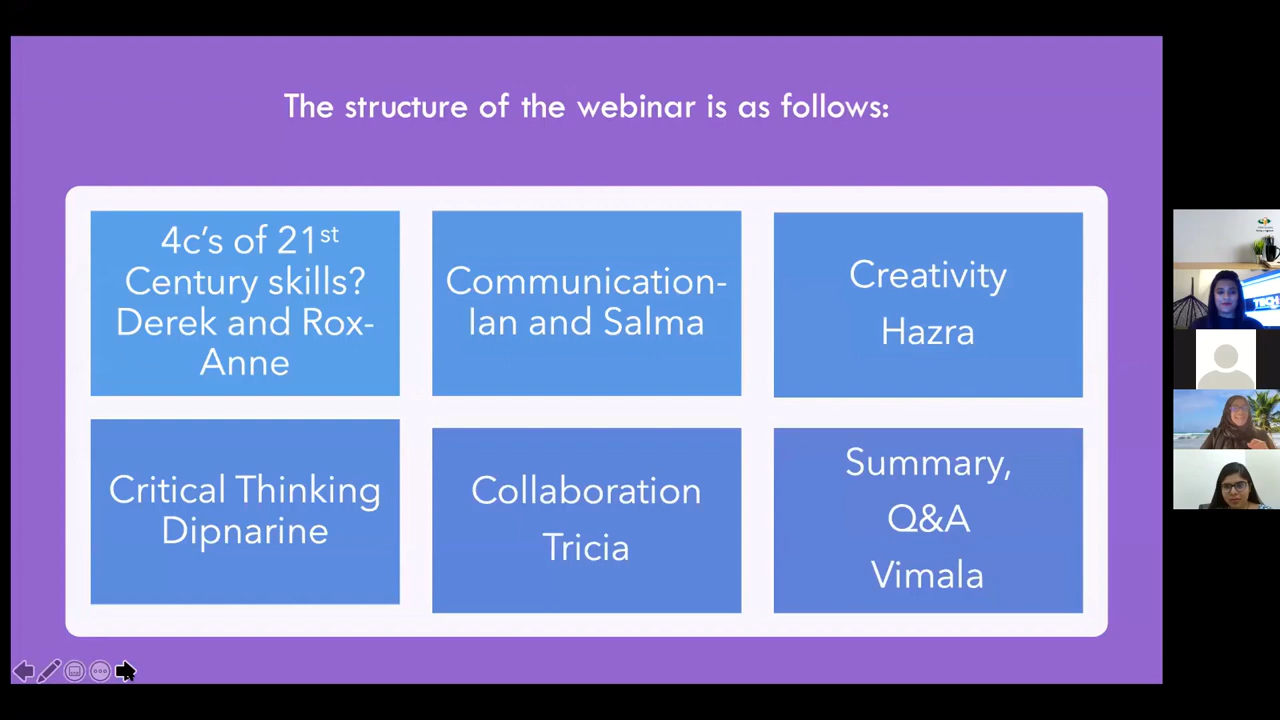 The structure of the webinar is as follows:
4c's of 21st
Century skills?
Derek and Rox-
Anne
Communication-
Ian and Salma
Creativity
Hazra
Critical Thinking
Dipnarine
Collaboration
Tricia
Summary,
Q&A
Vimala
TECH